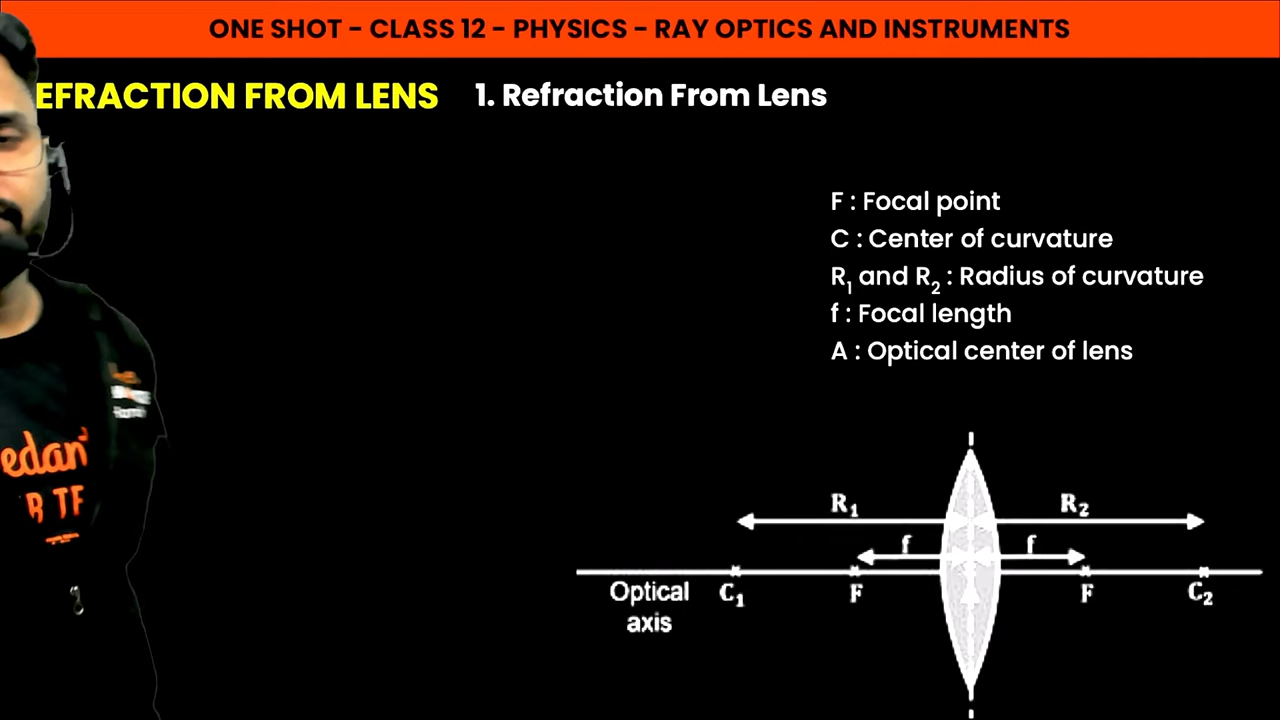 ONE SHOT - CLASS 12 - PHYSICS - RAY OPTICS AND INSTRUMENTS
EFRACTION FROM LENS
1. Refraction From Lens
F : Focal point
C : Center of curvature
R₁ and R₂ : Radius of curvature
f : Focal length
A : Optical center of lens
R₁ R₂
f f
Optical axis
C₁ F F C₂
edant